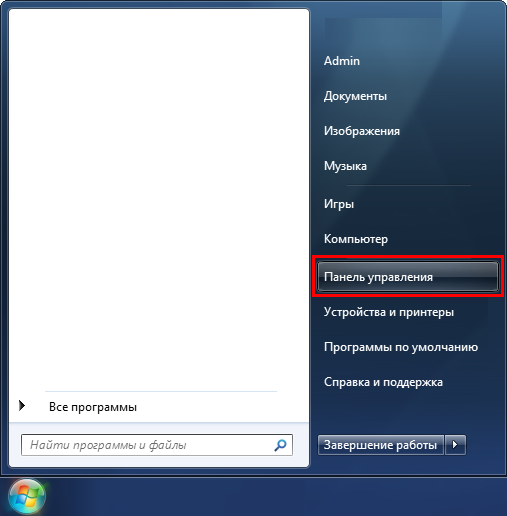 Admin
Документы
Изображения
Музыка
Игры
Компьютер
Панель управления
Устройства и принтеры
Программы по умолчанию
Справка и поддержка
Все программы
Найти программы и файлы
Завершение работы